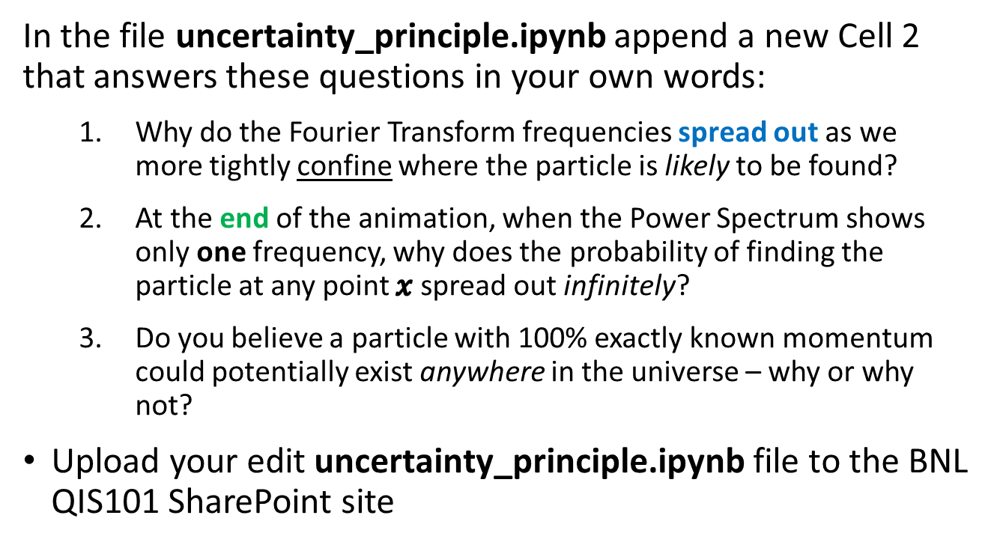 In the file uncertainty_principle.ipynb append a new Cell 2
that answers these questions in your own words:
1. Why do the Fourier Transform frequencies spread out as we
more tightly confine where the particle is likely to be found?
2. At the end of the animation, when the Power Spectrum shows
only one frequency, why does the probability of finding the
particle at any point x spread out infinitely?
3. Do you believe a particle with 100% exactly known momentum
could potentially exist anywhere in the universe – why or why
not?
• Upload your edit uncertainty_principle.ipynb file to the BNL
QIS101 SharePoint site